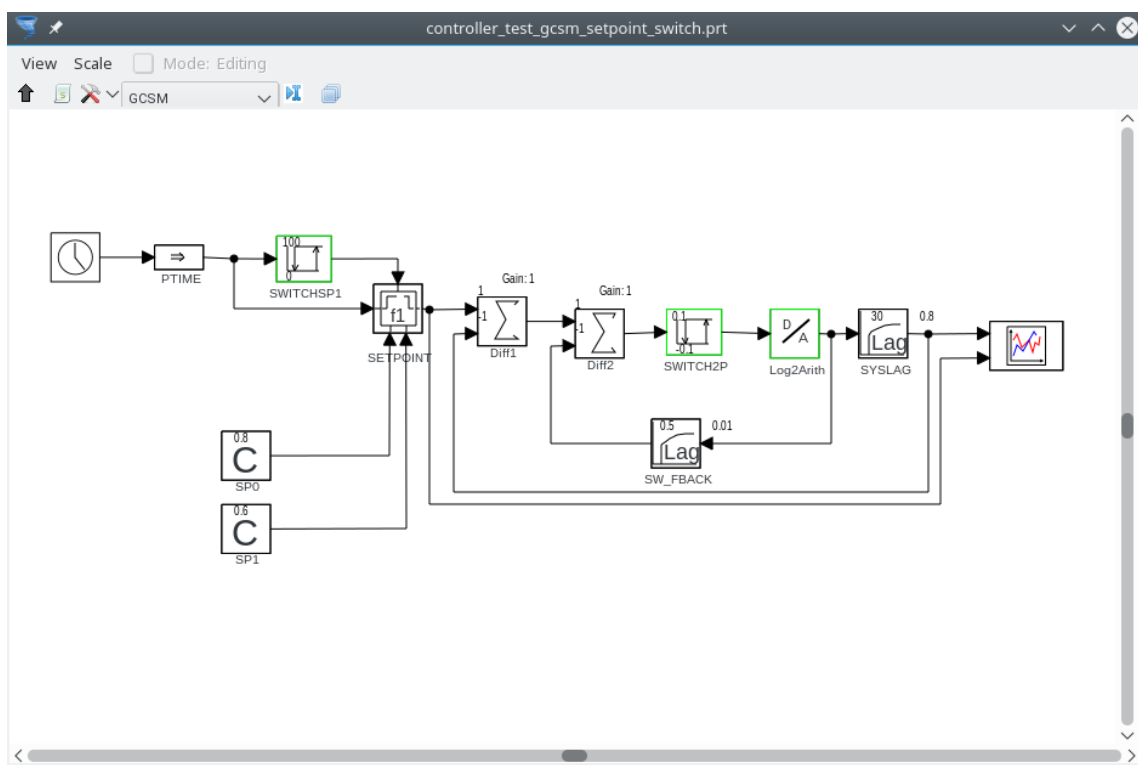 controller_test_gcsm_setpoint_switch.prt
View Scale Mode: Editing
GCSM
100
0
PTIME
SWITCHSP1
f1
SETPOINT
Gain: 1
1
-1
Diff1
Gain: 1
1
-1
Diff2
0.1
-0.1
SWITCH2P
D
A
Log2Arith
30
0.8
Lag
SYSLAG
0.5
0.01
Lag
SW_FBACK
0.8
C
SP0
0.6
C
SP1